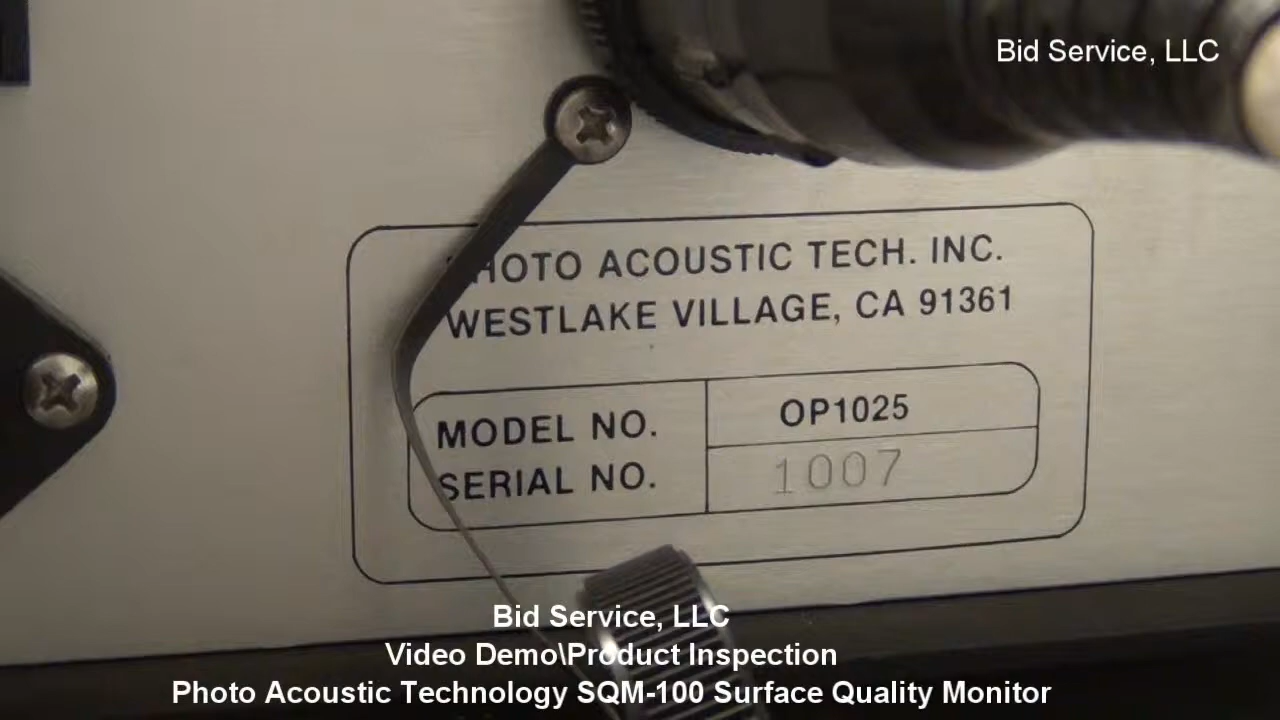 Bid Service, LLC
PHOTO ACOUSTIC TECH. INC.
WESTLAKE VILLAGE, CA 91361
MODEL NO. OP1025
SERIAL NO. 1007
Bid Service, LLC
Video Demo\Product Inspection
Photo Acoustic Technology SQM-100 Surface Quality Monitor